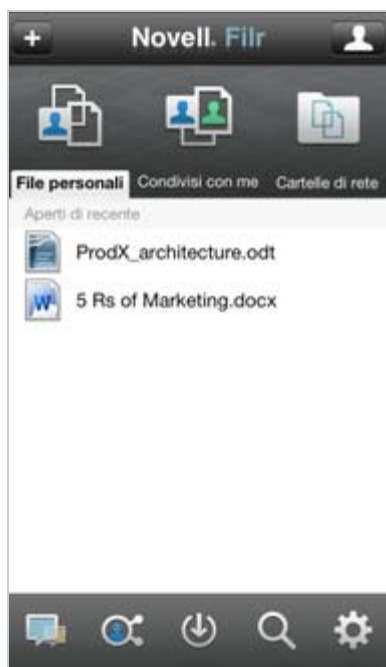 Novell. Filr
File personali Condivisi con me Cartelle di rete
Aperti di recente
ProdX_architecture.odt
W 5 Rs of Marketing.docx